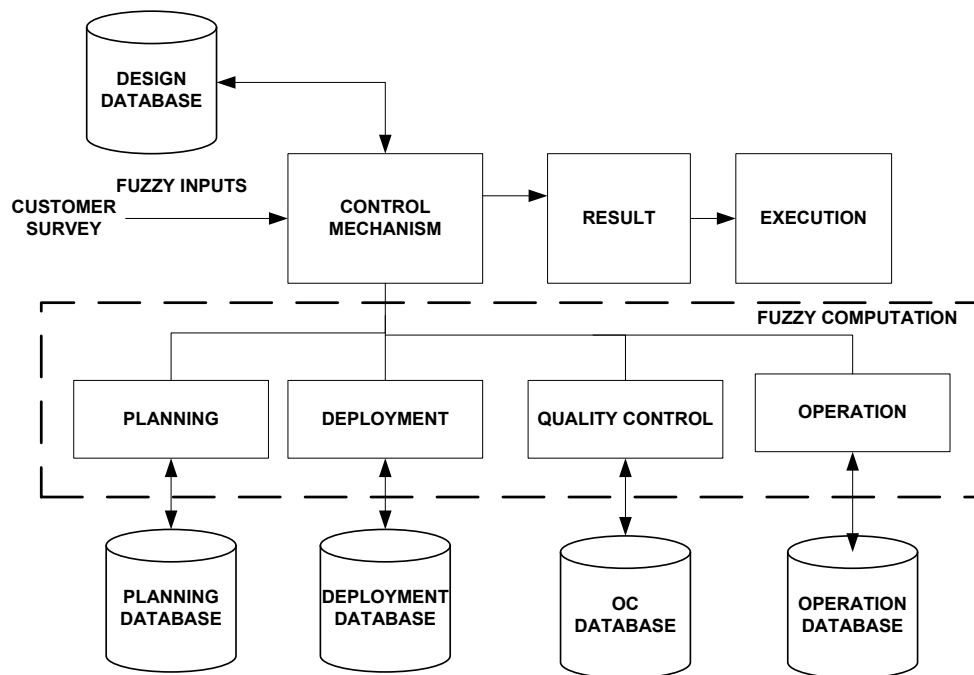 DESIGN
DATABASE
FUZZY INPUTS
CUSTOMER
SURVEY
CONTROL
MECHANISM
RESULT
EXECUTION
FUZZY COMPUTATION
PLANNING
DEPLOYMENT
QUALITY CONTROL
OPERATION
PLANNING
DATABASE
DEPLOYMENT
DATABASE
OC
DATABASE
OPERATION
DATABASE